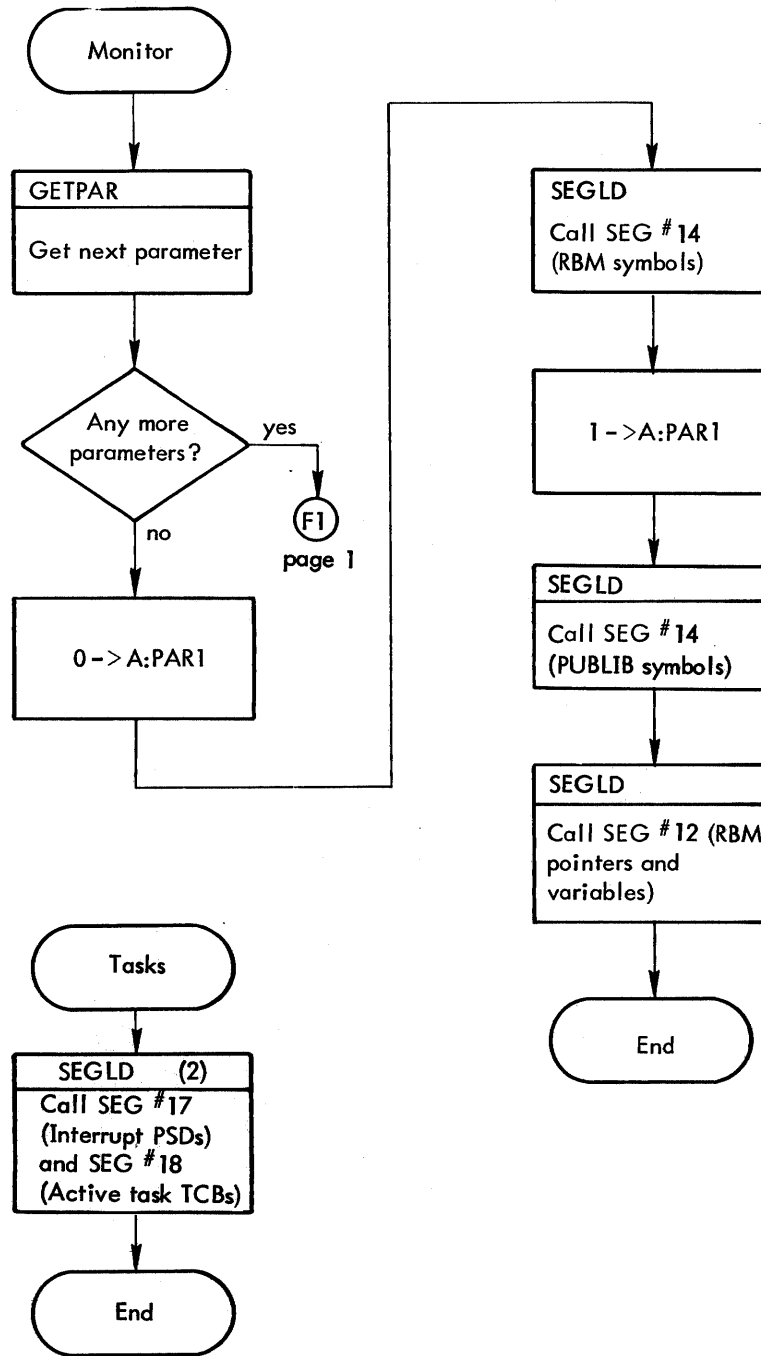 Monitor
GETPAR
Get next parameter
Any more
parameters?
yes
F1
page 1
no
0 -> A:PAR1
SEGLD
Call SEG #14
(RBM symbols)
1 -> A:PAR1
SEGLD
Call SEG #14
(PUBLIB symbols)
SEGLD
Call SEG #12 (RBM
pointers and
variables)
End
Tasks
SEGLD (2)
Call SEG #17
(Interrupt PSDs)
and SEG #18
(Active task TCBs)
End